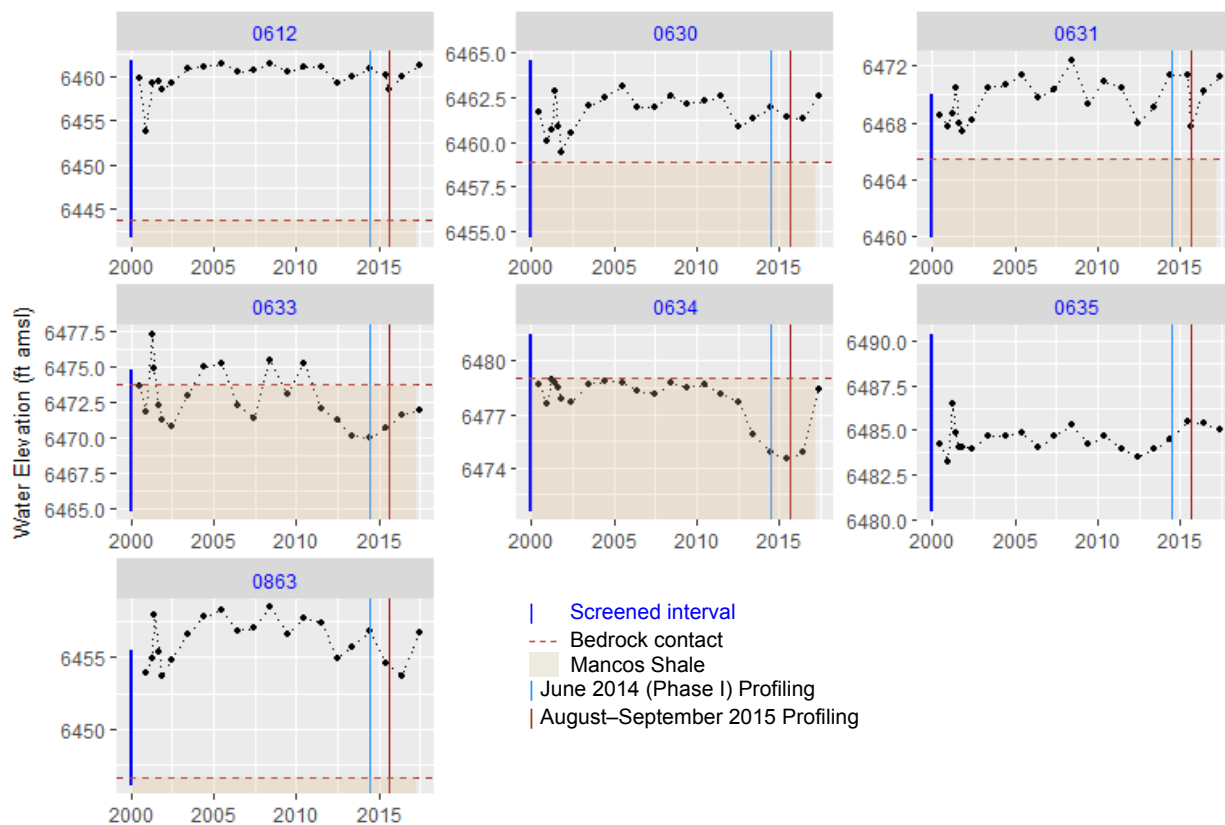 0612
0630
0631
6460
6455
6450
6445
6465.0
6462.5
6460.0
6457.5
6455.0
6472
6468
6464
6460
2000 2005 2010 2015
2000 2005 2010 2015
2000 2005 2010 2015
Water Elevation (ft amsl)
0633
0634
0635
6477.5
6475.0
6472.5
6470.0
6467.5
6465.0
6480
6477
6474
6490.0
6487.5
6485.0
6482.5
6480.0
2000 2005 2010 2015
2000 2005 2010 2015
2000 2005 2010 2015
0863
6455
6450
2000 2005 2010 2015
Screened interval
Bedrock contact
Mancos Shale
June 2014 (Phase I) Profiling
August–September 2015 Profiling